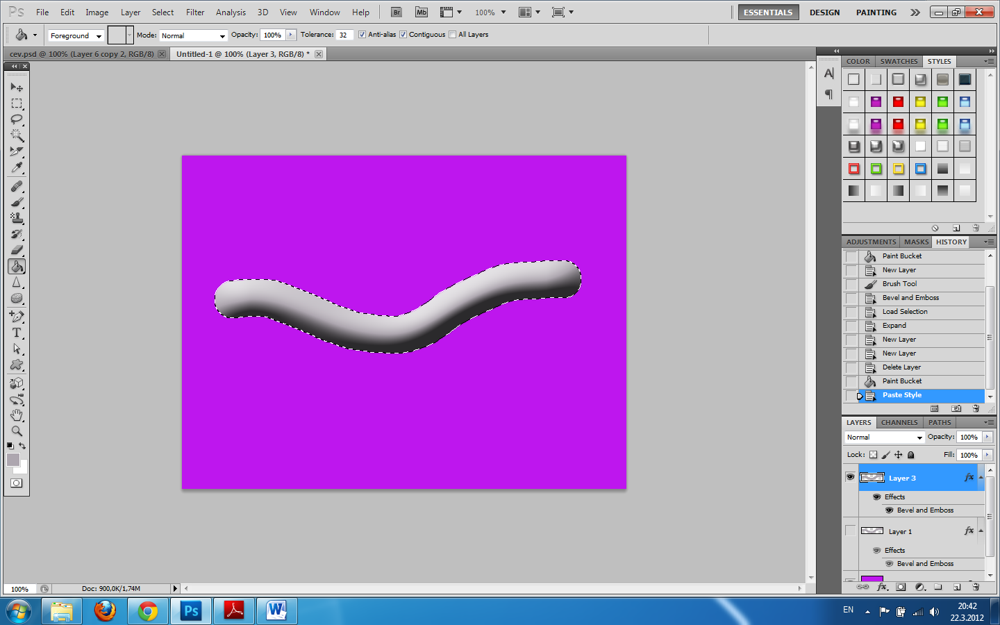 Ps File Edit Image Layer Select Filter Analysis 3D View Window Help Br Mb 100% ESSENTIALS DESIGN PAINTING
Foreground Mode: Normal Opacity: 100% Tolerance: 32 Anti-alias Contiguous All Layers
cev.psd @ 100% (Layer 6 copy 2, RGB/8) Untitled-1 @ 100% (Layer 3, RGB/8) *
COLOR SWATCHES STYLES
ADJUSTMENTS MASKS HISTORY
Paint Bucket
New Layer
Brush Tool
Bevel and Emboss
Load Selection
Expand
New Layer
New Layer
Delete Layer
Paint Bucket
Paste Style
LAYERS CHANNELS PATHS
Normal Opacity: 100%
Lock: Fill: 100%
Layer 3 fx
Effects
Bevel and Emboss
Layer 1 fx
Effects
Bevel and Emboss
100% Doc: 900,0K/1,74M
Ps W EN 20:42
22.3.2012